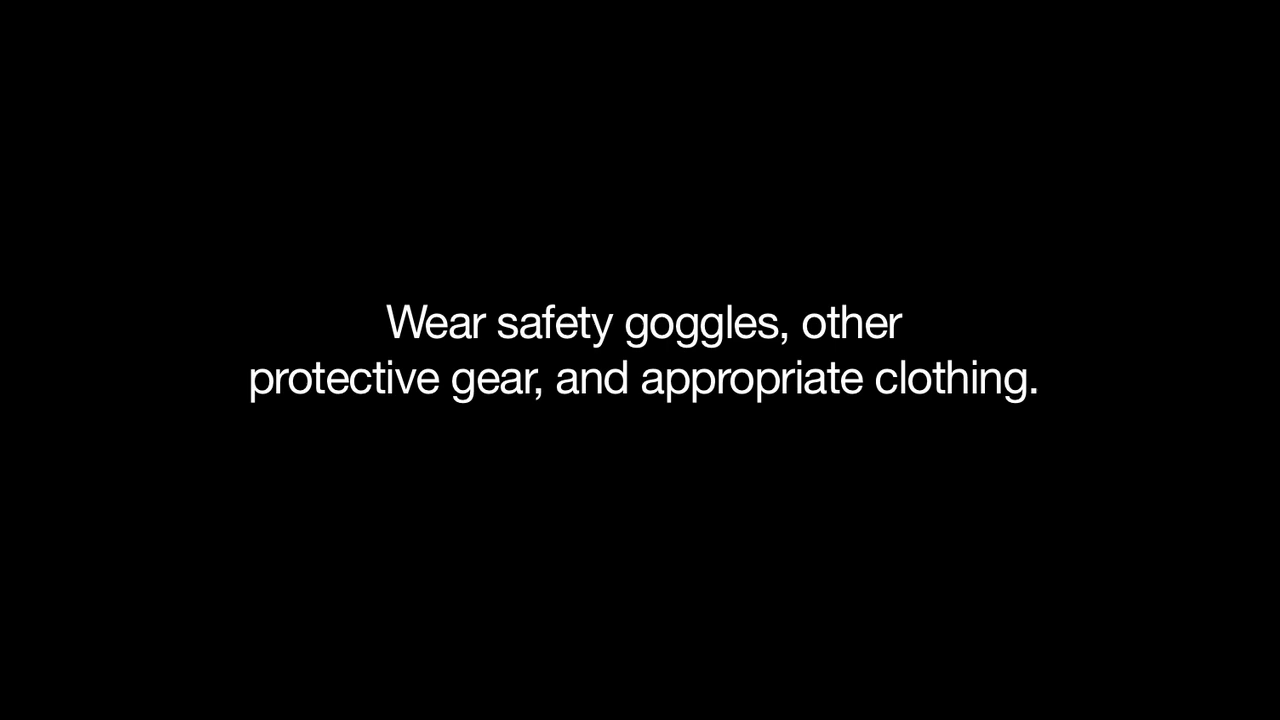 Wear safety goggles, other
protective gear, and appropriate clothing.